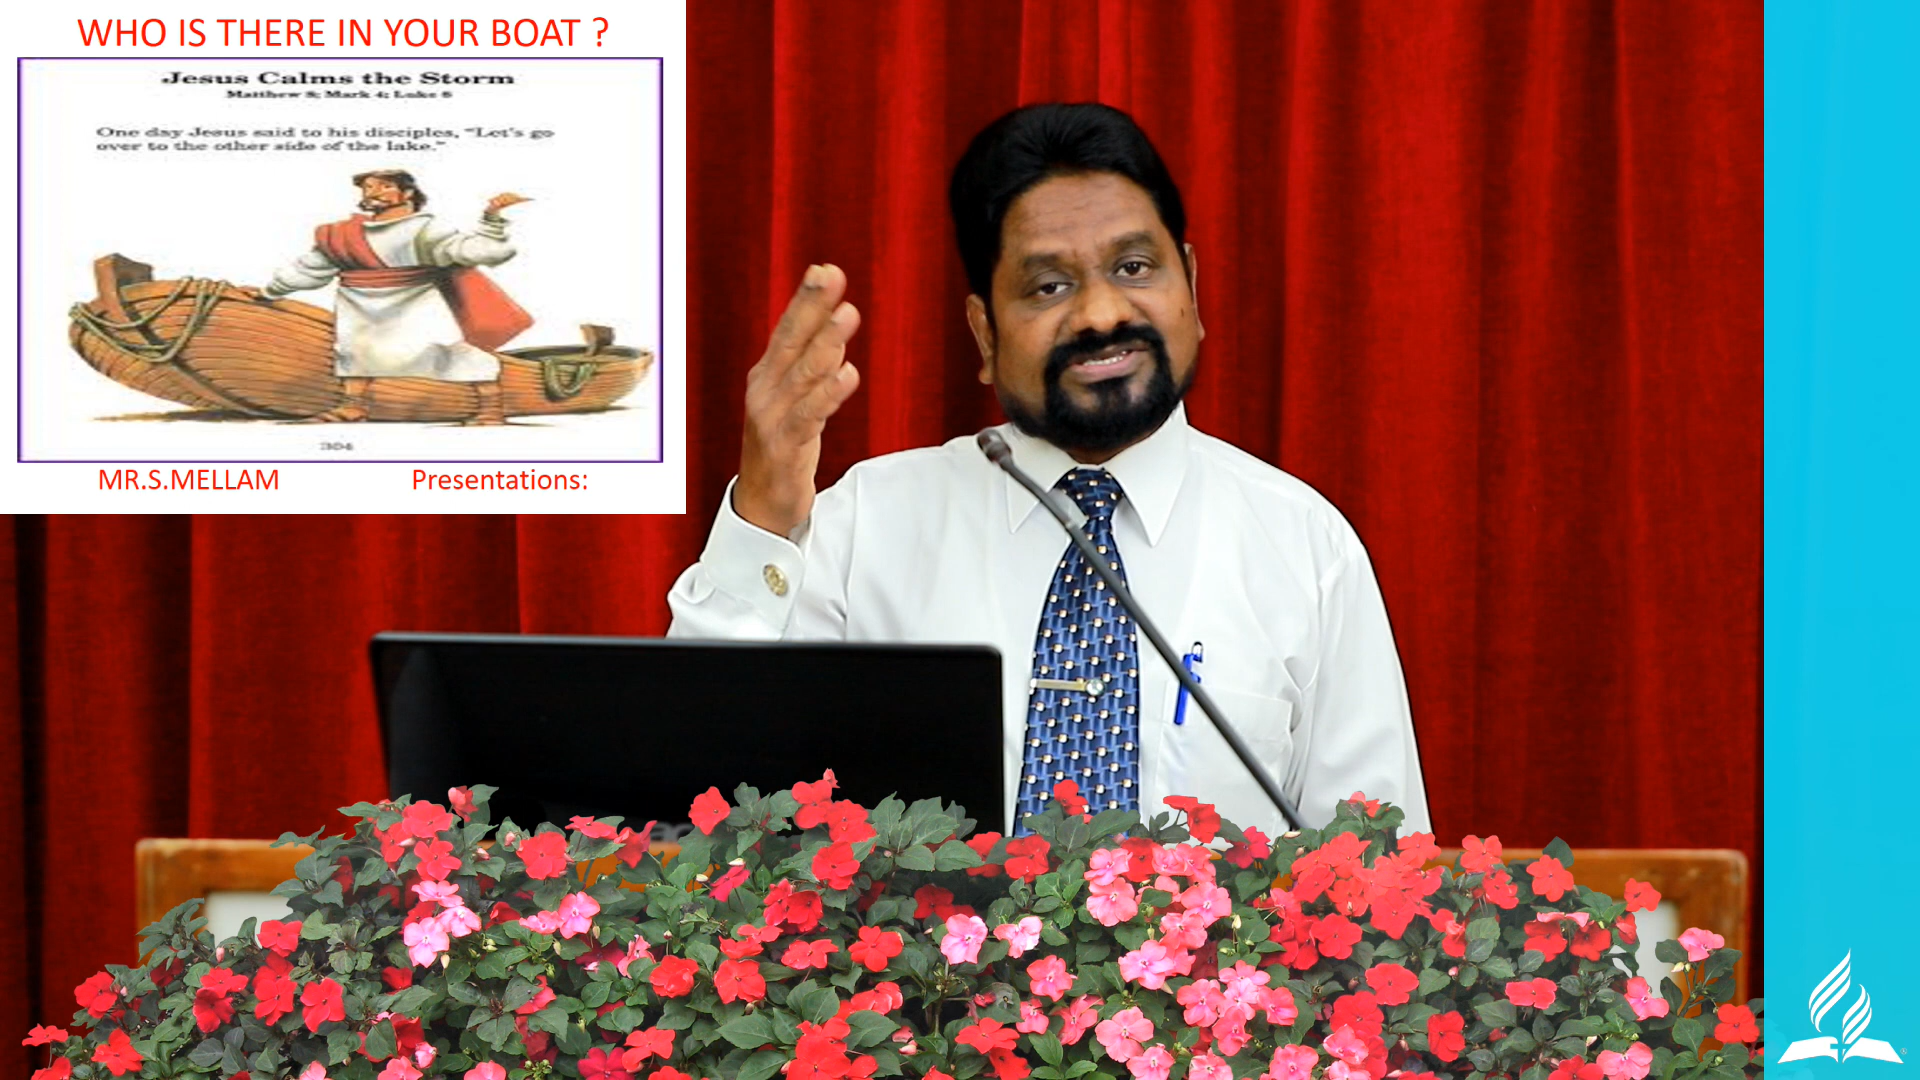 WHO IS THERE IN YOUR BOAT ?
Jesus Calms the Storm
Matthew 8; Mark 4; Luke 8
One day Jesus said to his disciples, "Let's go
over to the other side of the lake."
304
MR.S.MELLAM Presentations: